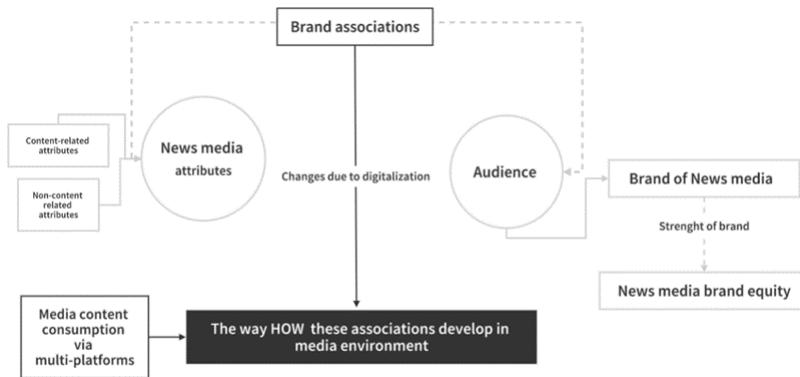 Brand associations
Content-related
attributes
Non-content
related
attributes
News media
attributes
Changes due to digitalization
Audience
Brand of News media
Strenght of brand
News media brand equity
Media content
consumption
via
multi-platforms
The way HOW these associations develop in
media environment